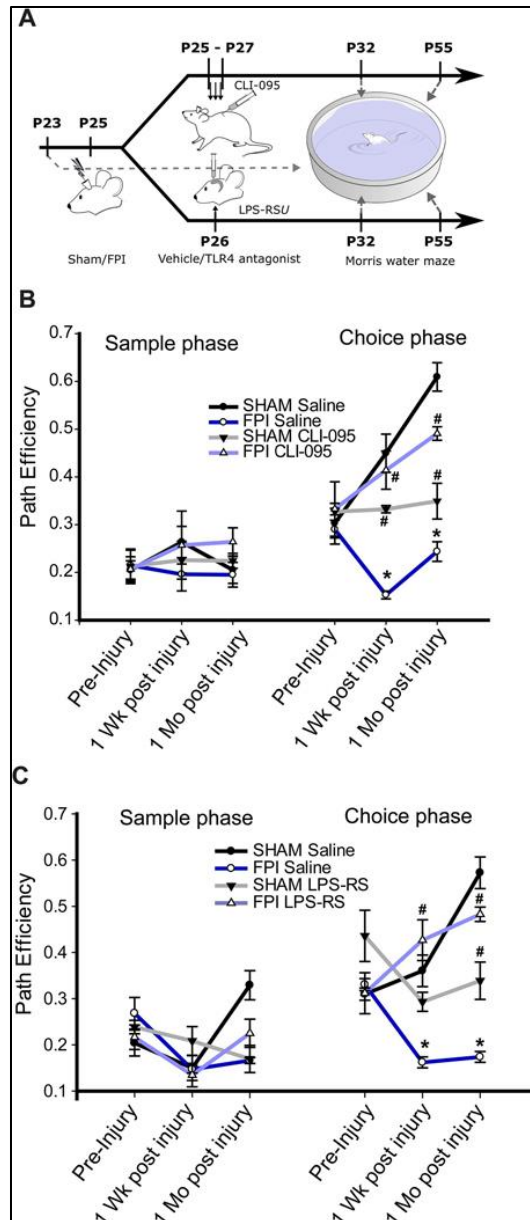 A
P25 - P27
P32
P55
CLI-095
P23
P25
LPS-RSU
P26
P32
P55
Sham/FPI
Vehicle/TLR4 antagonist
Morris water maze
B
0.7
0.6
0.5
0.4
0.3
0.2
0.1
Path Efficiency
Sample phase
Choice phase
SHAM Saline
FPI Saline
SHAM CLI-095
FPI CLI-095
#
#
#
#
*
*
Pre-Injury
1 Wk post injury
1 Mo post injury
Pre-Injury
1 Wk post injury
1 Mo post injury
C
0.7
0.6
0.5
0.4
0.3
0.2
0.1
Path Efficiency
Sample phase
Choice phase
SHAM Saline
FPI Saline
SHAM LPS-RS
FPI LPS-RS
#
#
#
*
*
Pre-Injury
1 Wk post injury
1 Mo post injury
Pre-Injury
1 Wk post injury
1 Mo post injury